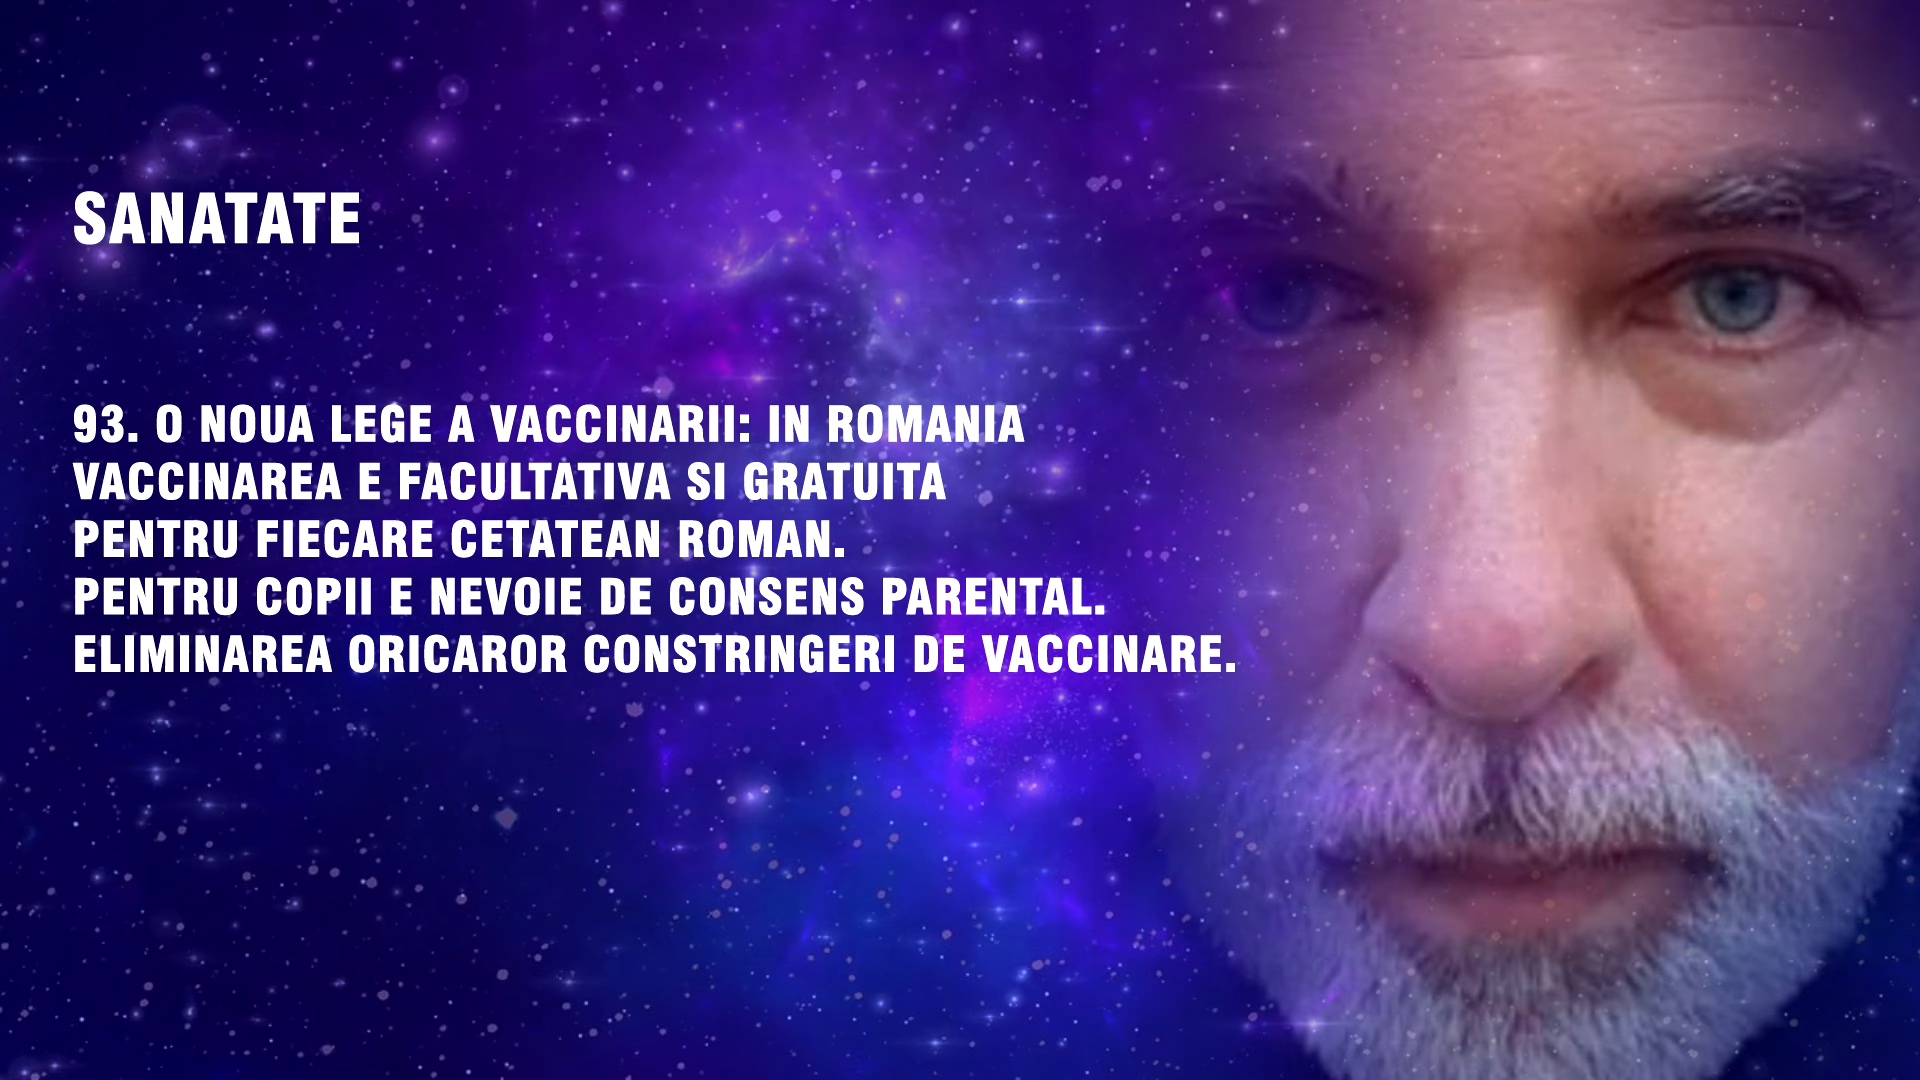 SANATATE
93. O NOUA LEGE A VACCINARII: IN ROMANIA
VACCINAREA E FACULTATIVA SI GRATUITA
PENTRU FIECARE CETATEAN ROMAN.
PENTRU COPII E NEVOIE DE CONSENS PARENTAL.
ELIMINAREA ORICAROR CONSTRINGERI DE VACCINARE.